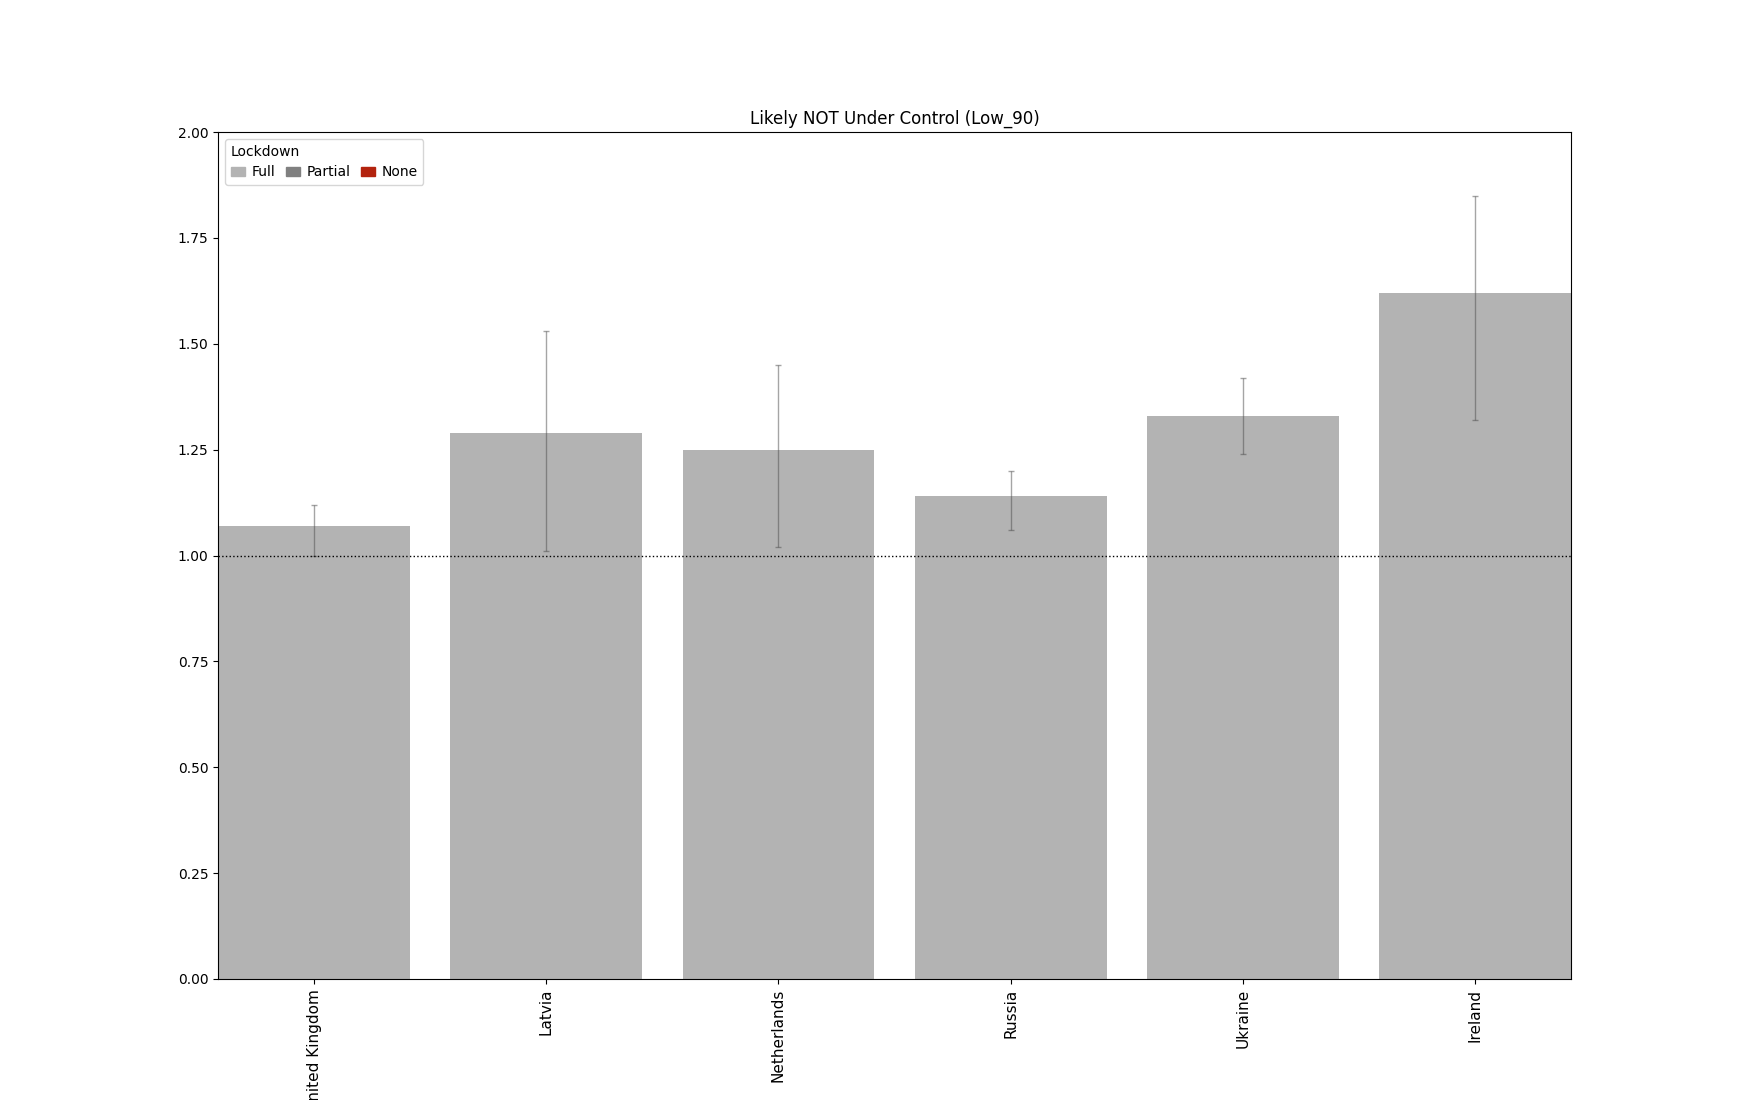 Likely NOT Under Control (Low_90)
2.00
Lockdown
Full Partial None
1.75
1.50
1.25
1.00
0.75
0.50
0.25
0.00
nited Kingdom
Latvia
Netherlands
Russia
Ukraine
Ireland